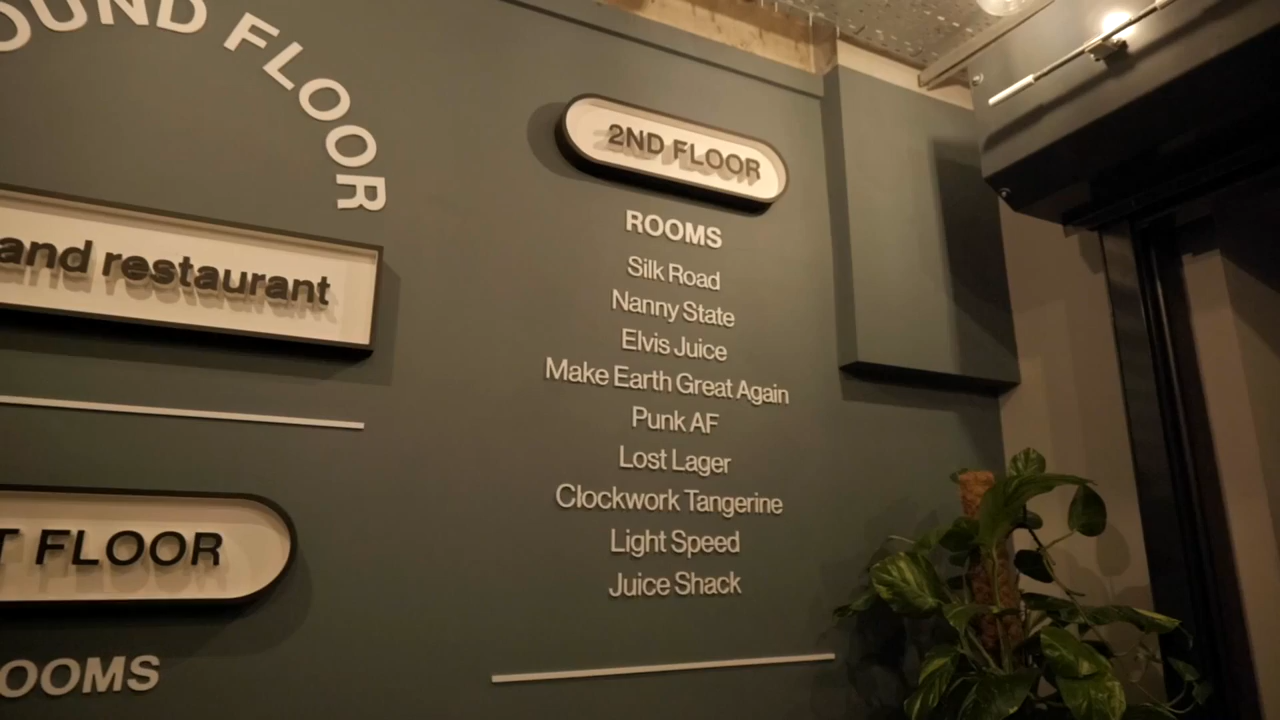 OUND FLOOR
and restaurant
T FLOOR
OOMS
2ND FLOOR
ROOMS
Silk Road
Nanny State
Elvis Juice
Make Earth Great Again
Punk AF
Lost Lager
Clockwork Tangerine
Light Speed
Juice Shack